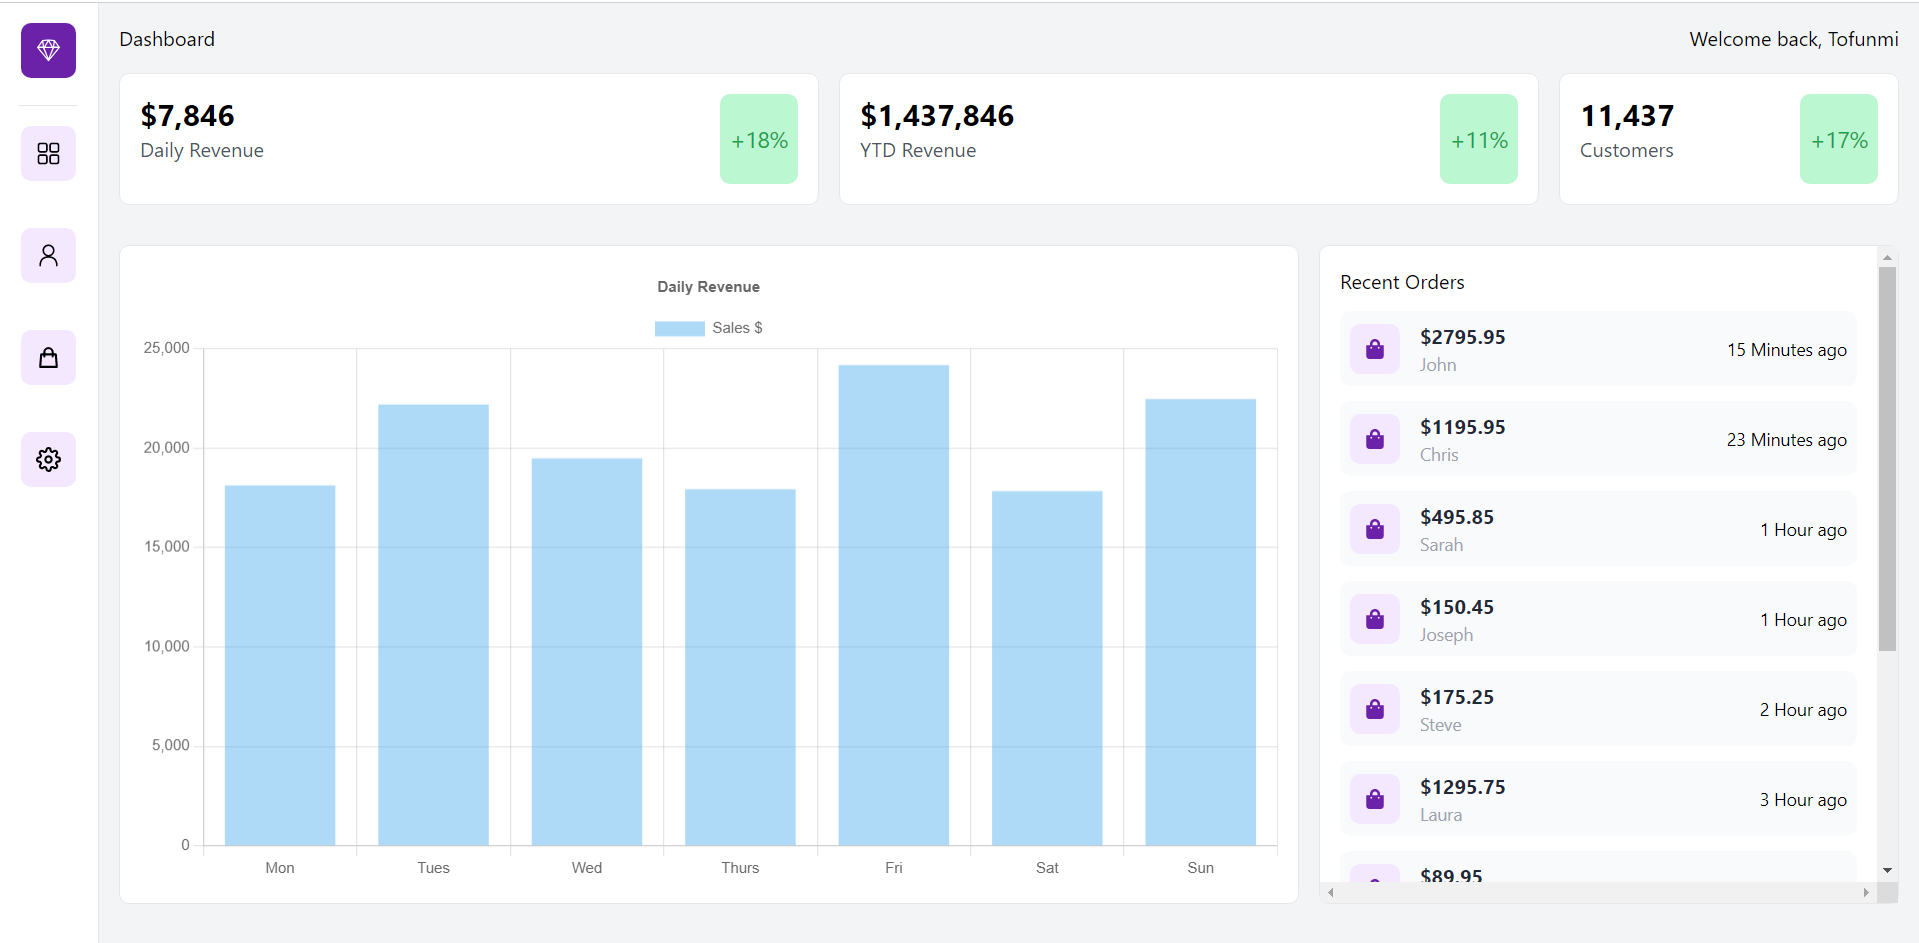 Dashboard
Welcome back, Tofunmi
$7,846
Daily Revenue
+18%
$1,437,846
YTD Revenue
+11%
11,437
Customers
+17%
Daily Revenue
Sales $
25,000
20,000
15,000
10,000
5,000
0
Mon
Tues
Wed
Thurs
Fri
Sat
Sun
Recent Orders
$2795.95
John
15 Minutes ago
$1195.95
Chris
23 Minutes ago
$495.85
Sarah
1 Hour ago
$150.45
Joseph
1 Hour ago
$175.25
Steve
2 Hour ago
$1295.75
Laura
3 Hour ago
$89.95